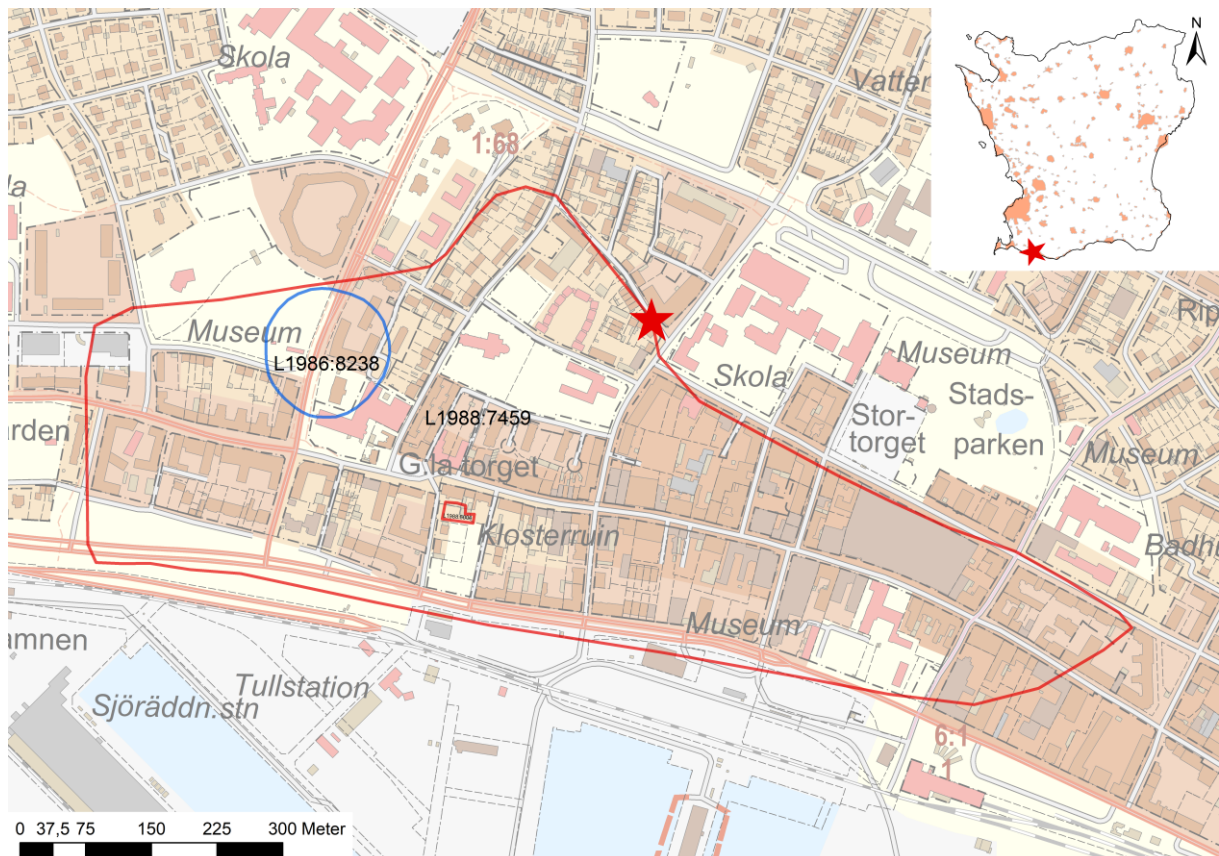 Skola
N
Vatter
1:68
la
Museum
Rip
L1986:8238
Museum
Skola
Stads-
parken
Stor-
torget
L1988:7459
arden
G:la torget
Museum
Klosterruin
Badh
Museum
amnen
Tullstation
Sjöräddn.stn
6:1
1
0 37,5 75 150 225 300 Meter